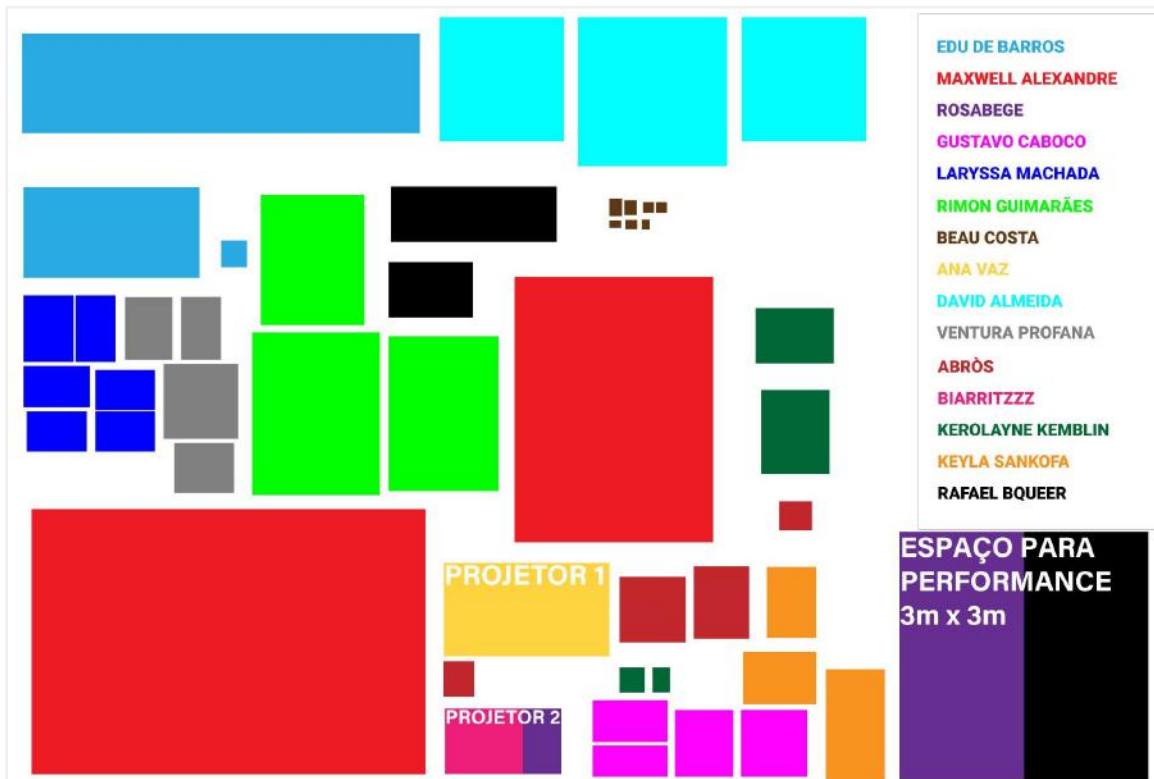 EDU DE BARROS
MAXWELL ALEXANDRE
ROSABEGE
GUSTAVO CABOCO
LARYSSA MACHADA
RIMON GUIMARÃES
BEAU COSTA
ANA VAZ
DAVID ALMEIDA
VENTURA PROFANA
ABRÒS
BIARRITZZZ
KEROLAYNE KEMBLIN
KEYLA SANKOFA
RAFAEL BQUEER
ESPAÇO PARA
PERFORMANCE
3m x 3m
PROJETOR 1
PROJETOR 2